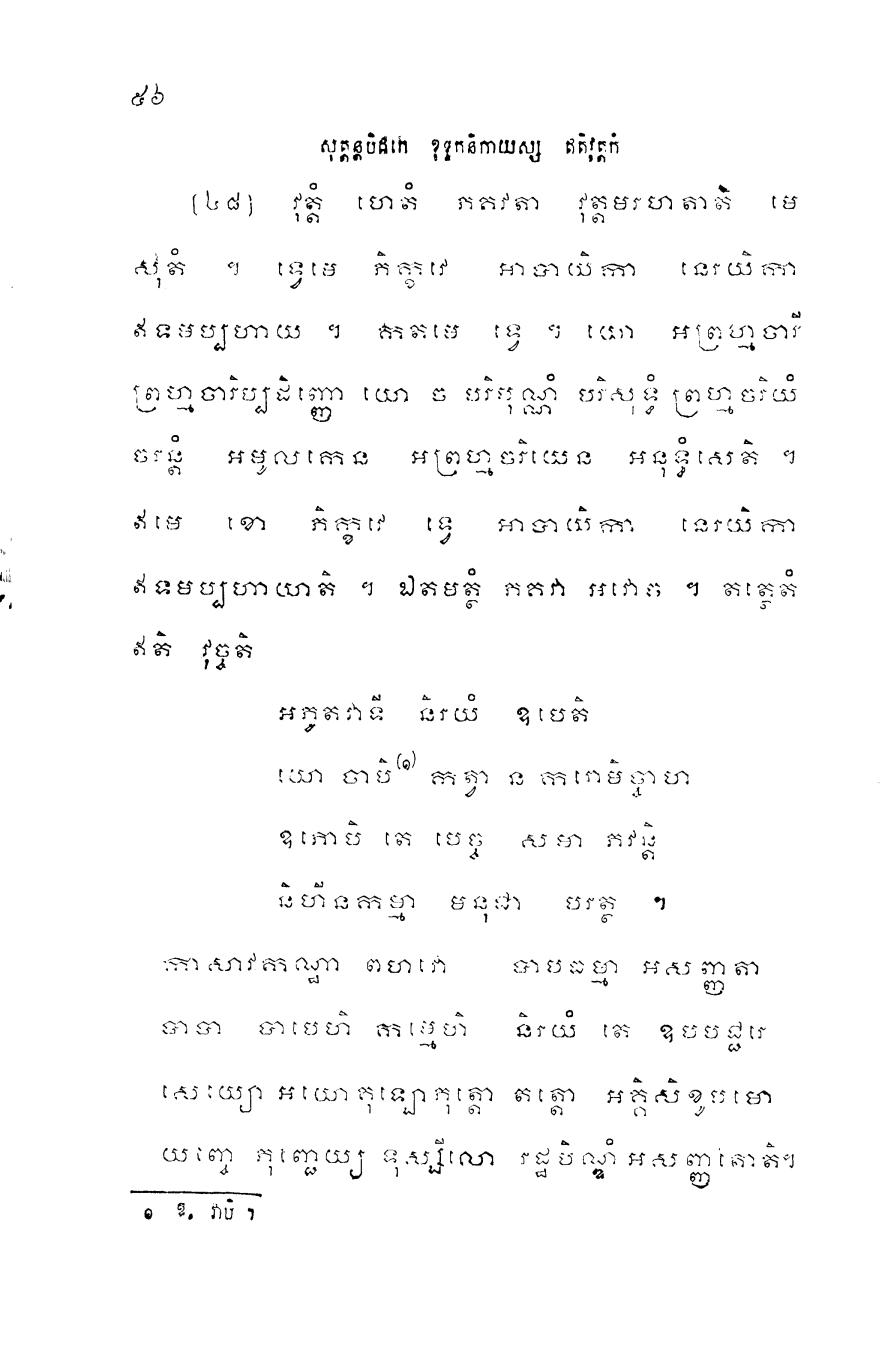 ៥៦
សុត្តន្តបិដកេ ខុទ្ទកនិកាយស្ស ឥតិវុត្តកំ
(៤៨) វុត្តំ ហេតំ ភគវតា វុត្តមរហតាតិ មេ
សុតំ ។ ទ្វេមេ ភិក្ខវេ អាបាយិកា នេរយិកា
ឥទមប្បហាយ ។ កតមេ ទ្វេ ។ យោ អព្រហ្មចារី
ព្រហ្មចារិប្បដិញ្ញោ យោ ច បរិបុណ្ណំ បរិសុទ្ធំ ព្រហ្មចរិយំ
ចរន្តំ អមូលកេន អព្រហ្មចរិយេន អនុទ្ធំសេតិ ។
ឥមេ ខោ ភិក្ខវេ ទ្វេ អាបាយិកា នេរយិកា
ឥទមប្បហាយាតិ ។ ឯតមត្ថំ ភគវា អវោច ។ តត្រេតំ
ឥតិ វុច្ចតិ
អភូតវាទី និរយំ ឧបេតិ
យោ ចាបិ(១) កត្វា ន ករោមិច្ចាហ
ឧភោបិ តេ បេច្ច សមា ភវន្តិ
និហីនកម្មា មនុជា បរត្ថ ។
កាសាវកណ្ឋា ពហវោ បាបធម្មា អសញ្ញតា
បាបា បាបេហិ កម្មេហិ និរយំ តេ ឧបបជ្ជរេ
សេយ្យោ អយោគុឡោ ភុត្តោ តត្តោ អគ្គិសិខូបមោ
យញ្ចេ ភុញ្ជេយ្យ ទុស្សីលោ រដ្ឋបិណ្ឌំ អសញ្ញតោតិ។
១ ឱ. វាបិ ។